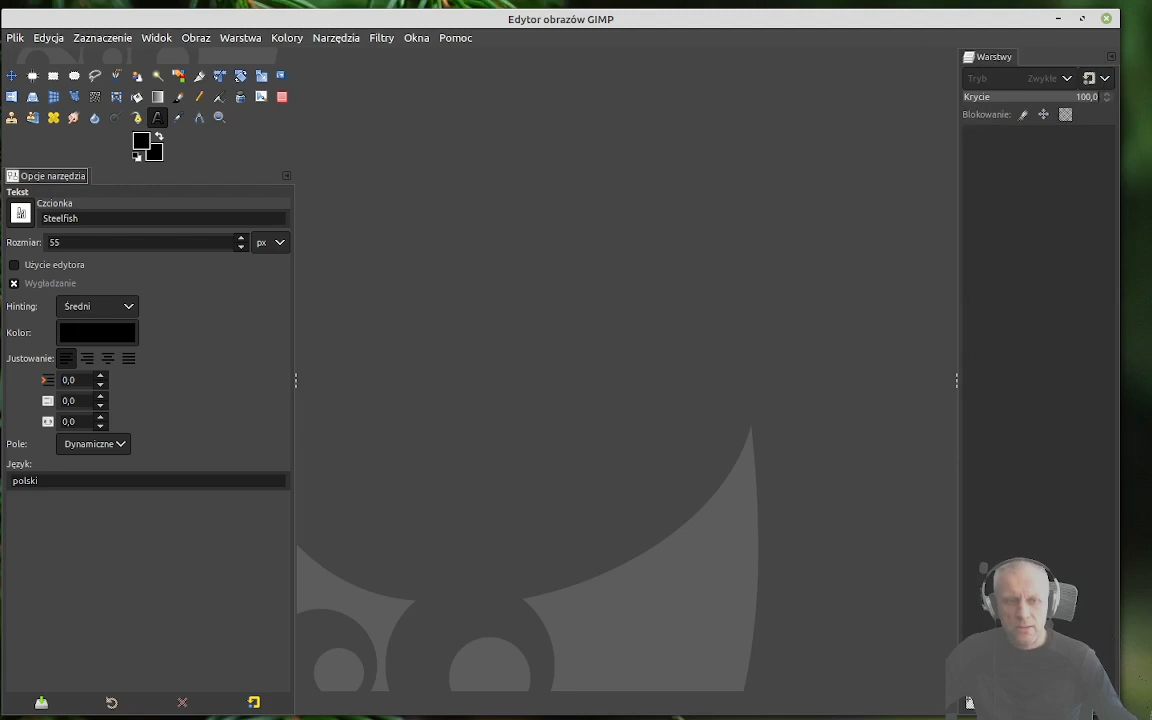 Edytor obrazów GIMP
Plik Edycja Zaznaczenie Widok Obraz Warstwa Kolory Narzędzia Filtry Okna Pomoc
Warstwy
Tryb Zwykłe
Krycie 100,0
Blokowanie:
Opcje narzędzia
Tekst
Czcionka
Aa
Steelfish
Rozmiar: 55 px
Użycie edytora
Wygładzanie
Hinting: Średni
Kolor:
Justowanie:
0,0
0,0
0,0
Pole: Dynamiczne
Język:
polski